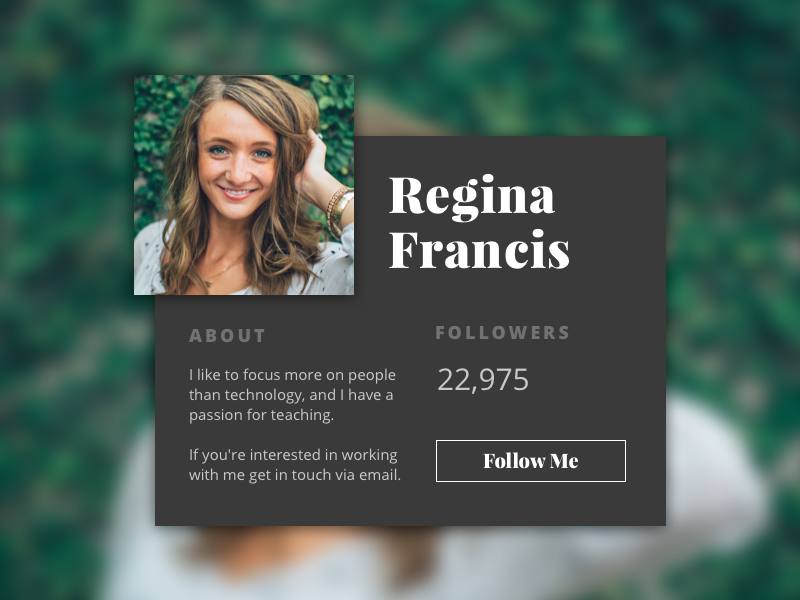 Regina
Francis
ABOUT
I like to focus more on people
than technology, and I have a
passion for teaching.
If you're interested in working
with me get in touch via email.
FOLLOWERS
22,975
Follow Me